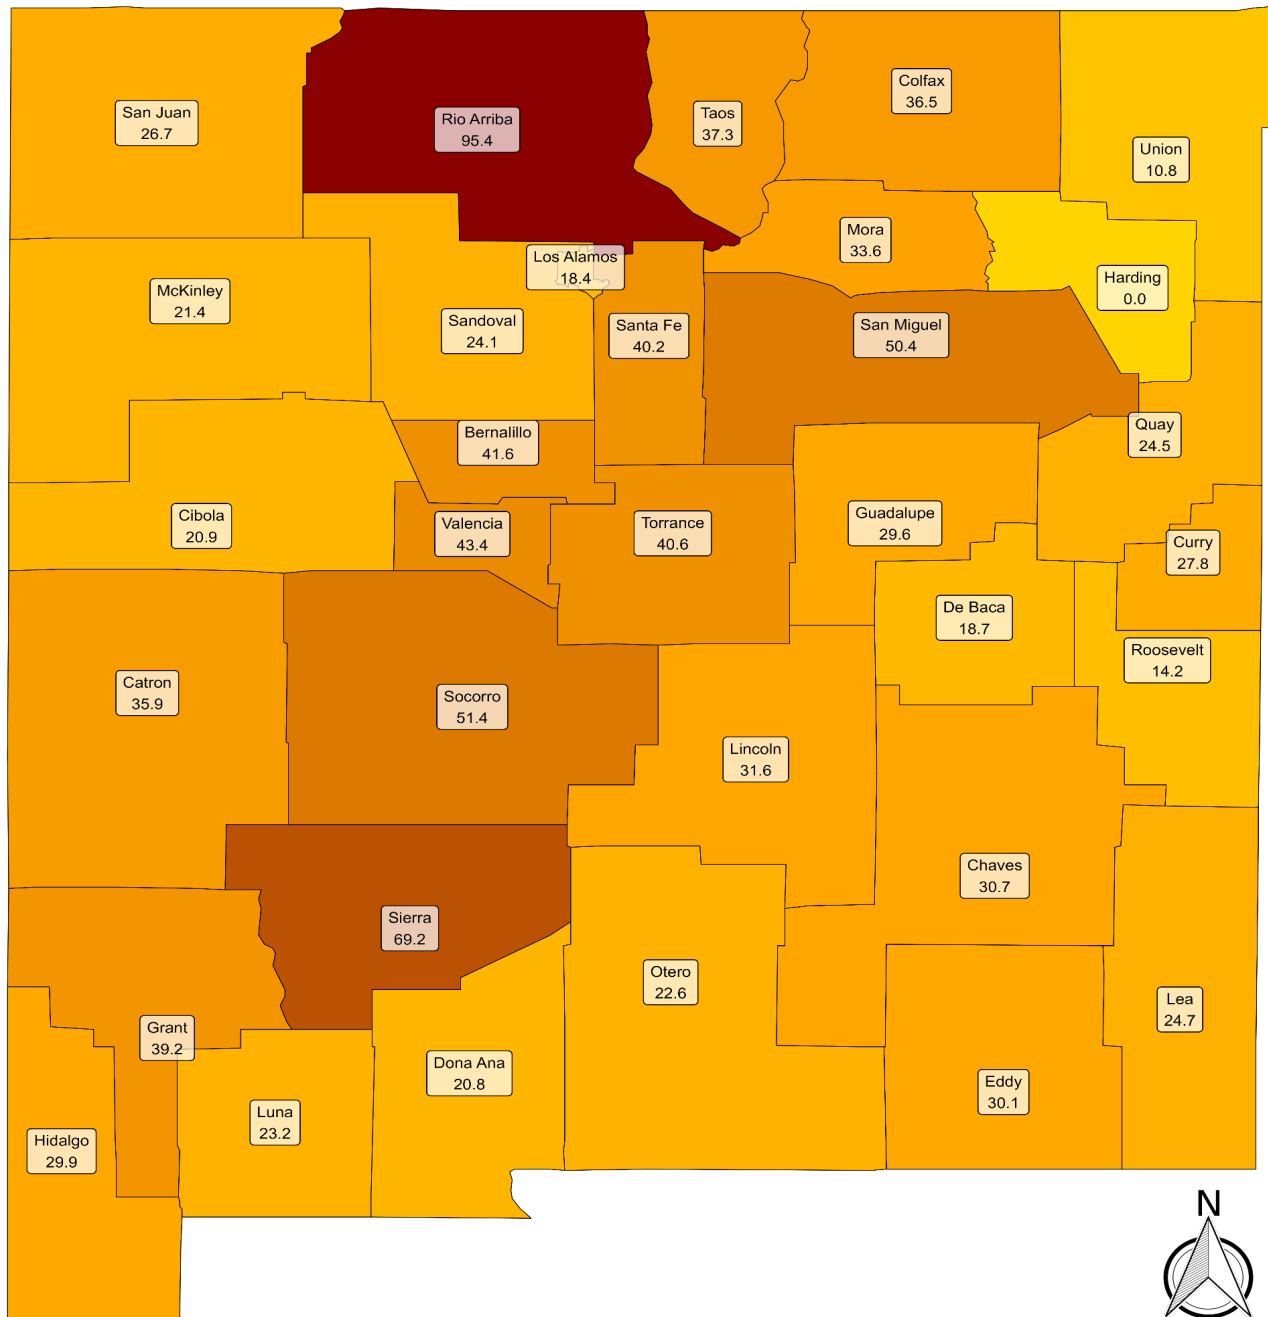 San Juan
26.7
Rio Arriba
95.4
Taos
37.3
Colfax
36.5
Union
10.8
Mora
33.6
Harding
0.0
Los Alamos
18.4
McKinley
21.4
Sandoval
24.1
Santa Fe
40.2
San Miguel
50.4
Quay
24.5
Bernalillo
41.6
Cibola
20.9
Valencia
43.4
Torrance
40.6
Guadalupe
29.6
Curry
27.8
De Baca
18.7
Roosevelt
14.2
Catron
35.9
Socorro
51.4
Lincoln
31.6
Chaves
30.7
Sierra
69.2
Otero
22.6
Lea
24.7
Grant
39.2
Dona Ana
20.8
Eddy
30.1
Luna
23.2
Hidalgo
29.9
N